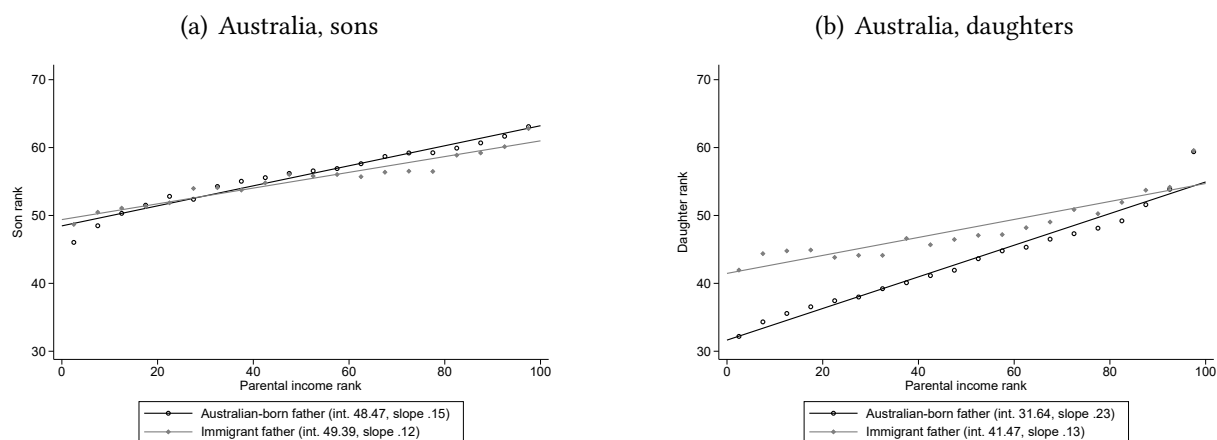 (a) Australia, sons
70
60
50
40
30
Son rank
0 20 40 60 80 100
Parental income rank
Australian-born father (int. 48.47, slope .15)
Immigrant father (int. 49.39, slope .12)
(b) Australia, daughters
70
60
50
40
30
Daughter rank
0 20 40 60 80 100
Parental income rank
Australian-born father (int. 31.64, slope .23)
Immigrant father (int. 41.47, slope .13)